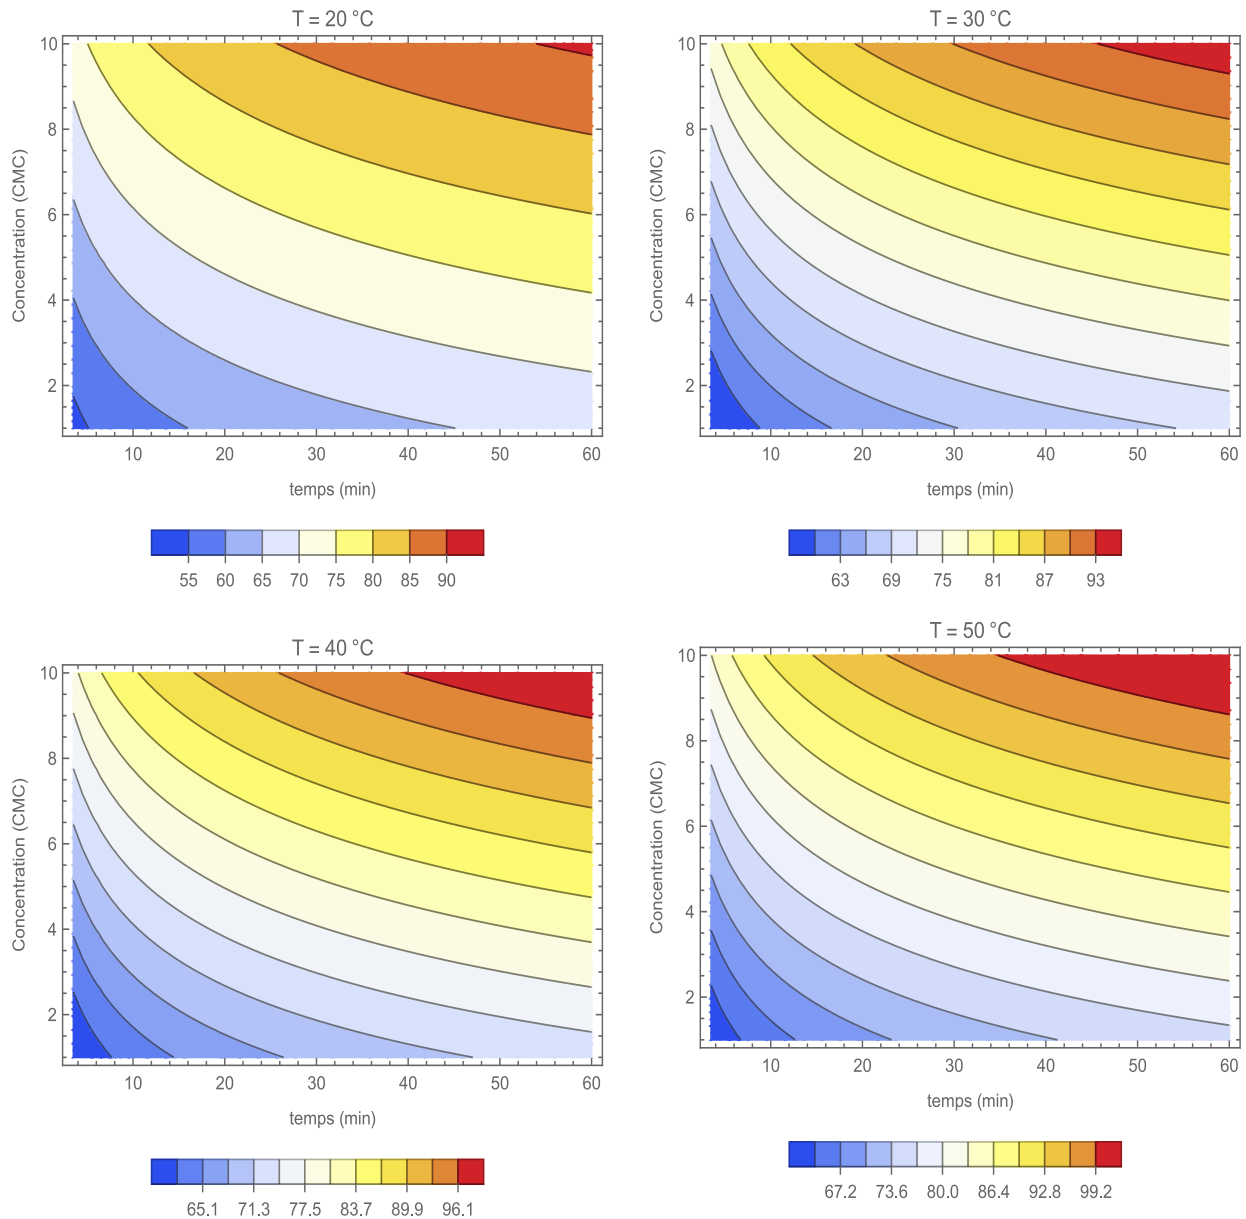 T = 20 °C
10
8
6
4
2
Concentration (CMC)
10 20 30 40 50 60
temps (min)
55 60 65 70 75 80 85 90
T = 30 °C
10
8
6
4
2
Concentration (CMC)
10 20 30 40 50 60
temps (min)
63 69 75 81 87 93
T = 40 °C
10
8
6
4
2
Concentration (CMC)
10 20 30 40 50 60
temps (min)
65.1 71.3 77.5 83.7 89.9 96.1
T = 50 °C
10
8
6
4
2
Concentration (CMC)
10 20 30 40 50 60
temps (min)
67.2 73.6 80.0 86.4 92.8 99.2